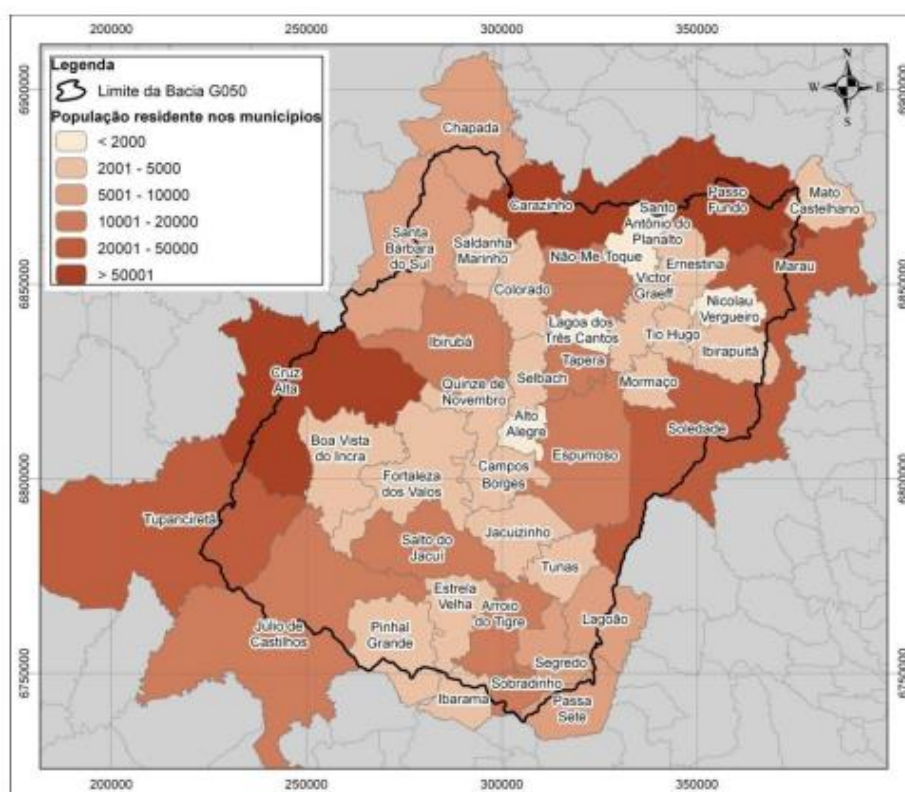 200000 250000 300000 350000
Legenda
Limite da Bacia G050
População residente nos municípios
< 2000
2001 - 5000
5001 - 10000
10001 - 20000
20001 - 50000
> 50001
N
W E
S
6900000 6900000
Chapada
Carazinho
Passo
Fundo
Mato
Castelhano
Santo
Antônio do
Planalto
Santa
Bárbara
do Sul
Saldanha
Marinho
Não-Me-Toque
Ernestina
Marau
6850000 6850000
Colorado
Victor
Graeff
Nicolau
Vergueiro
Lagoa dos
Três Cantos
Tio Hugo
Ibirapuitã
Ibirubá
Tapera
Cruz
Alta
Quinze de
Novembro
Selbach
Mormaço
Alto
Alegre
Soledade
Boa Vista
do Incra
Espumoso
Fortaleza
dos Valos
Campos
Borges
6800000 6800000
Tupanciretã
Salto do
Jacuí
Jacuizinho
Tunas
Estrela
Velha
Arroio
do Tigre
Lagoão
Júlio de
Castilhos
Pinhal
Grande
Segredo
6750000 6750000
Sobradinho
Ibarama
Passa
Sete
200000 250000 300000 350000